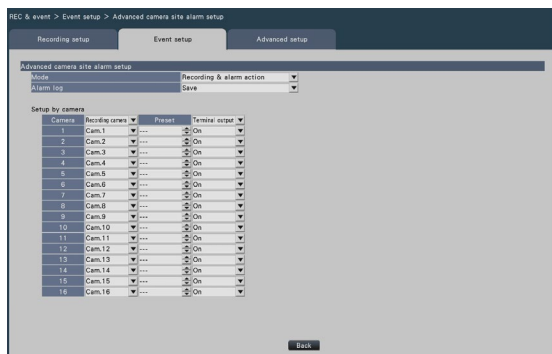 REC & event > Event setup > Advanced camera site alarm setup
Recording setup Event setup Advanced setup
Advanced camera site alarm setup
Mode Recording & alarm action
Alarm log Save
Setup by camera
Camera Recording camera Preset Terminal output
1 Cam.1 --- On
2 Cam.2 --- On
3 Cam.3 --- On
4 Cam.4 --- On
5 Cam.5 --- On
6 Cam.6 --- On
7 Cam.7 --- On
8 Cam.8 --- On
9 Cam.9 --- On
10 Cam.10 --- On
11 Cam.11 --- On
12 Cam.12 --- On
13 Cam.13 --- On
14 Cam.14 --- On
15 Cam.15 --- On
16 Cam.16 --- On
Back